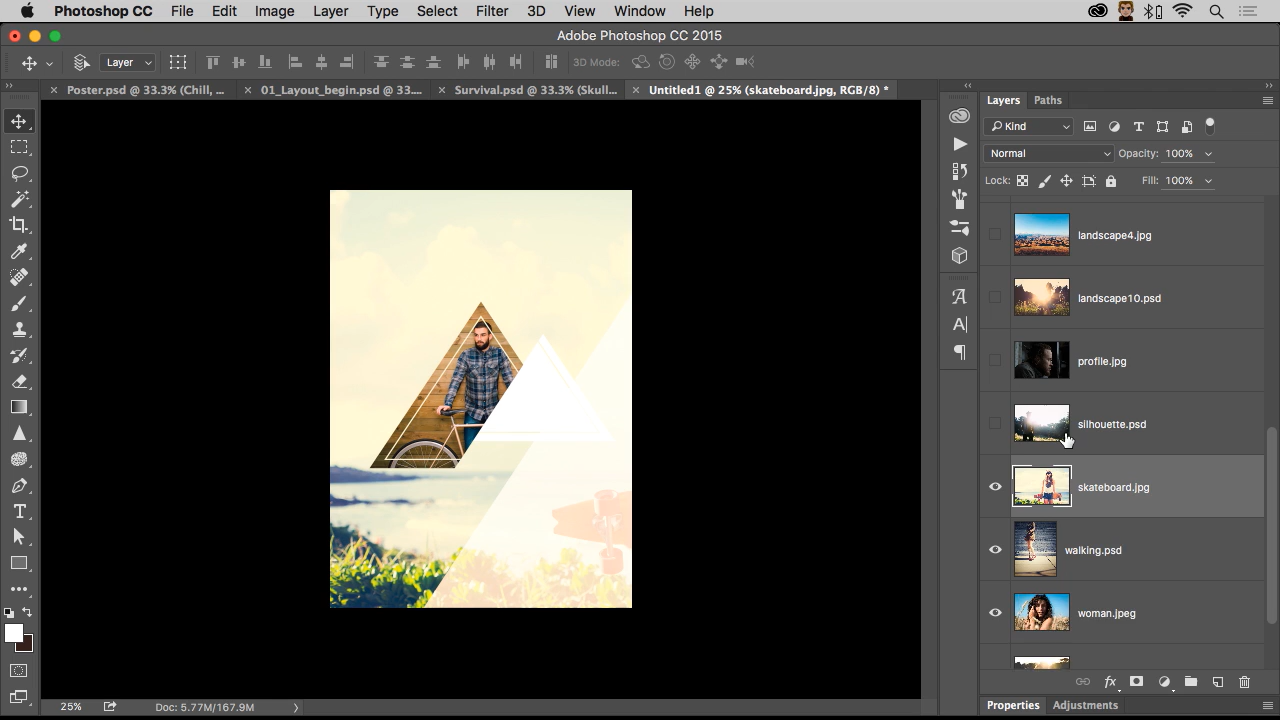 Photoshop CC File Edit Image Layer Type Select Filter 3D View Window Help
Adobe Photoshop CC 2015
Layer 3D Mode:
Poster.psd @ 33.3% (Chill, ... 01_Layout_begin.psd @ 33.... Survival.psd @ 33.3% (Skull... Untitled1 @ 25% (skateboard.jpg, RGB/8) *
Layers Paths
Kind
Normal Opacity: 100%
Lock: Fill: 100%
landscape4.jpg
landscape10.psd
profile.jpg
silhouette.psd
skateboard.jpg
walking.psd
woman.jpeg
fx
25% Doc: 5.77M/167.9M
Properties Adjustments